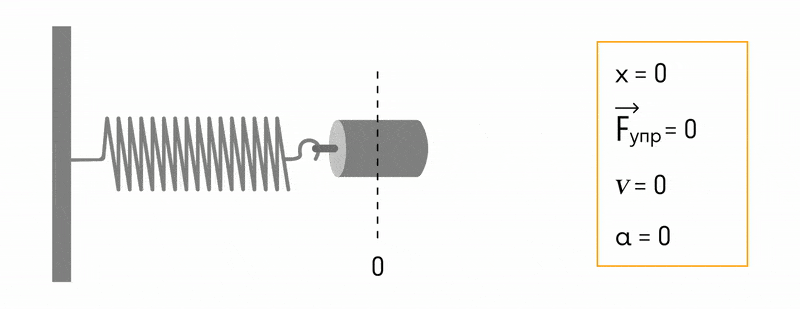 0
x = 0
F упр = 0
v = 0
a = 0